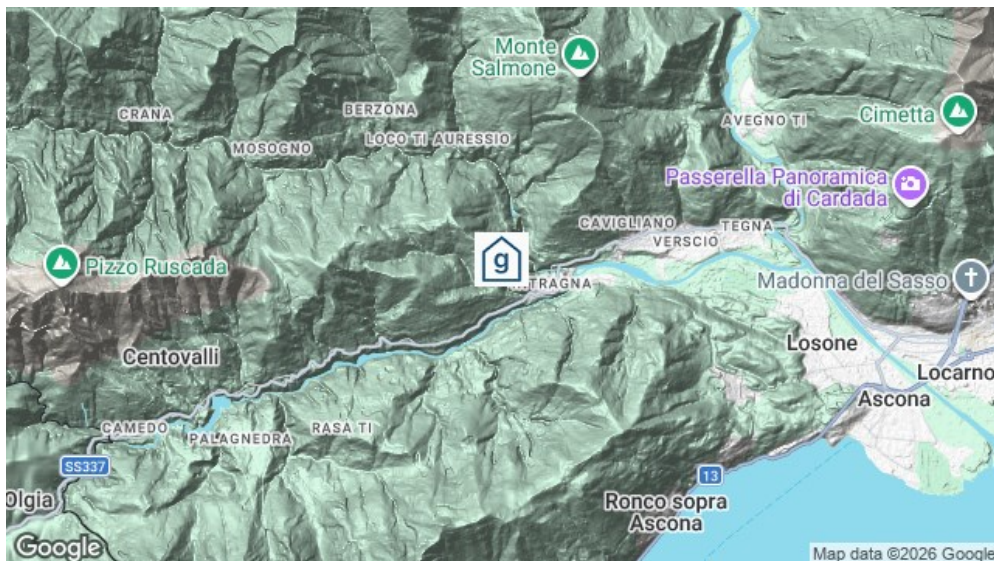 Monte
Salmone
CRANA
BERZONA
Cimetta
AVEGNO TI
MOSOGNO
LOCO TI AURESSIO
Passerella Panoramica
di Cardada
CAVIGLIANO
TEGNA
VERSCIO
g
Pizzo Ruscada
Madonna del Sasso
Losone
Centovalli
Locarno
Ascona
CAMEDO
PALAGNEDRA
RASA TI
SS337
13
Olgia
Ronco sopra
Ascona
Google
Map data ©2026 Google